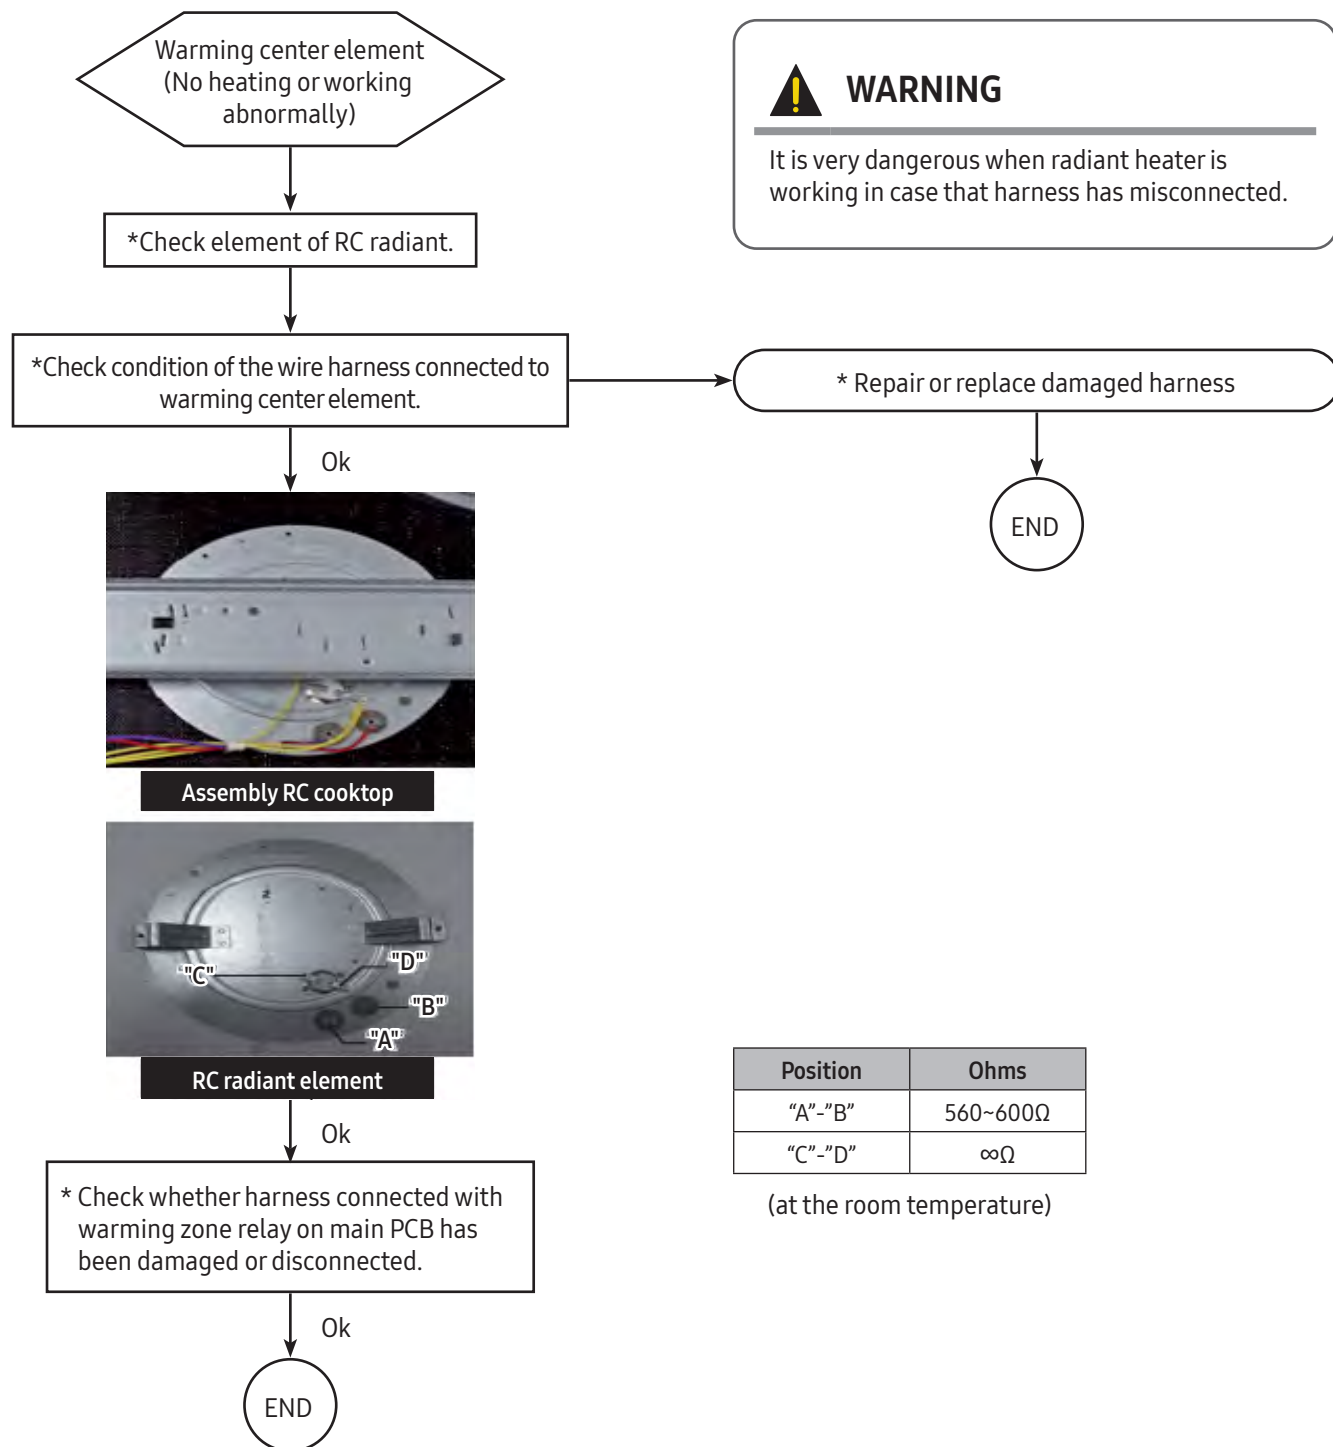 Warming center element
(No heating or working
abnormally)
WARNING
It is very dangerous when radiant heater is
working in case that harness has misconnected.
*Check element of RC radiant.
*Check condition of the wire harness connected to
warming center element.
* Repair or replace damaged harness
Ok
END
Assembly RC cooktop
"C"
"D"
"B"
"A"
RC radiant element
Ok
Position Ohms
“A”-”B” 560~600Ω
“C”-”D” ∞Ω
(at the room temperature)
* Check whether harness connected with
warming zone relay on main PCB has
been damaged or disconnected.
Ok
END